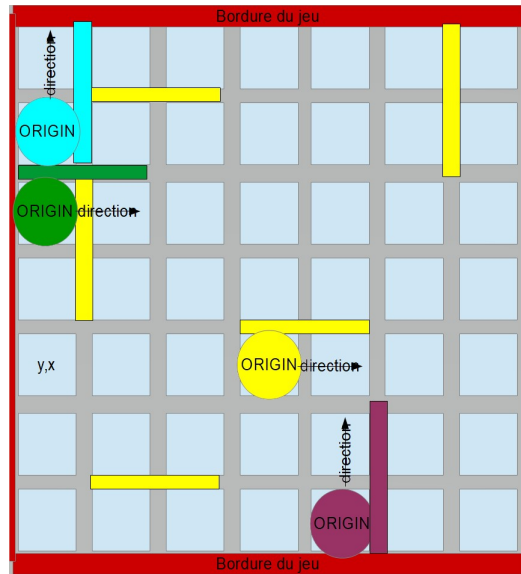 Bordure du jeu
direction
ORIGIN
ORIGIN
direction
y,x
ORIGIN
direction
direction
ORIGIN
Bordure du jeu